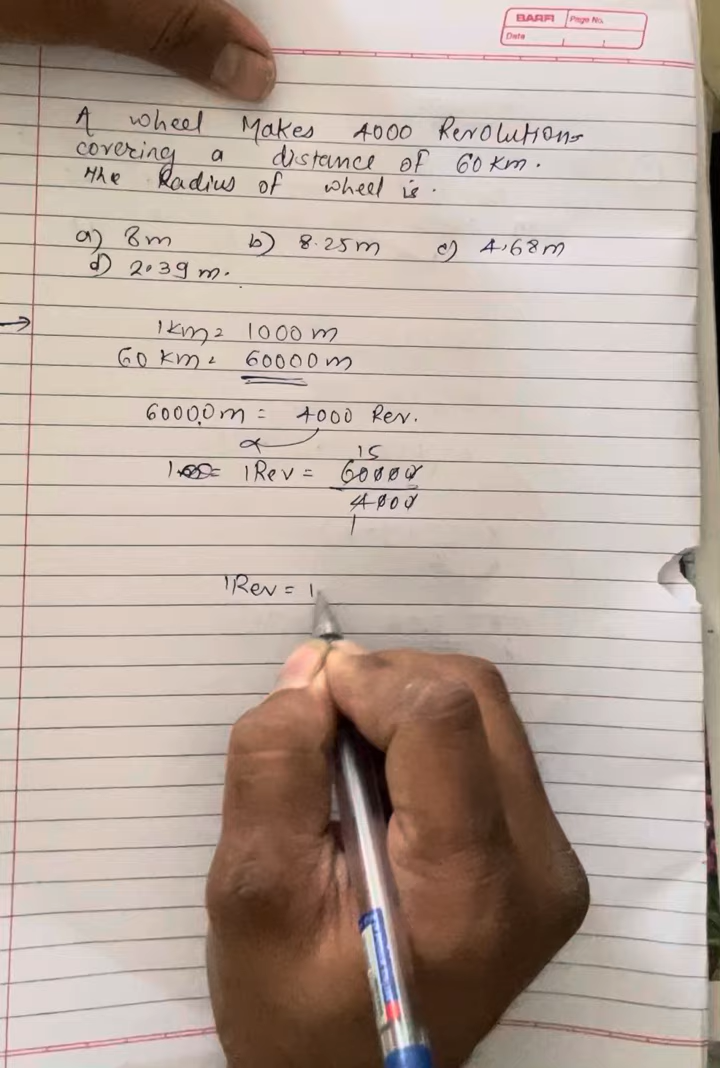 BARFI Page No.
Date
A wheel Makes 4000 Revolutions
covering a distance of 60 Km.
the Radius of wheel is.
a) 8m b) 8.25m c) 4.68m
d) 2.39 m.
→ 1Km = 1000 m
60 Km = 60000 m
60000 m = 4000 Rev.
15
1 = 1Rev = 60000
4000
1
1Rev = 1